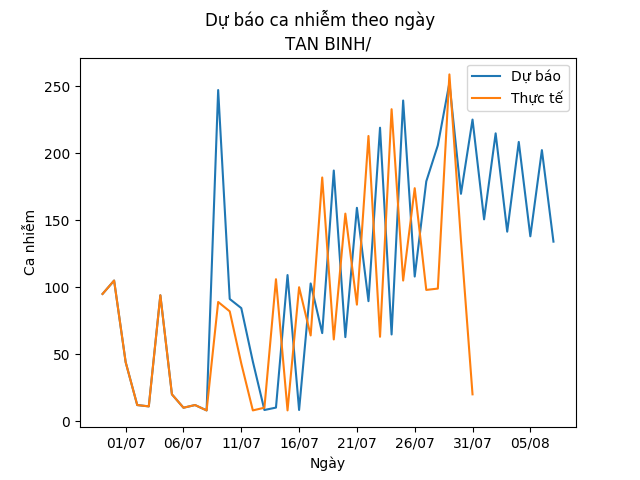 Dự báo ca nhiễm theo ngày
TAN BINH/
Dự báo
Thực tế
Ca nhiễm
250
200
150
100
50
0
01/07 06/07 11/07 16/07 21/07 26/07 31/07 05/08
Ngày